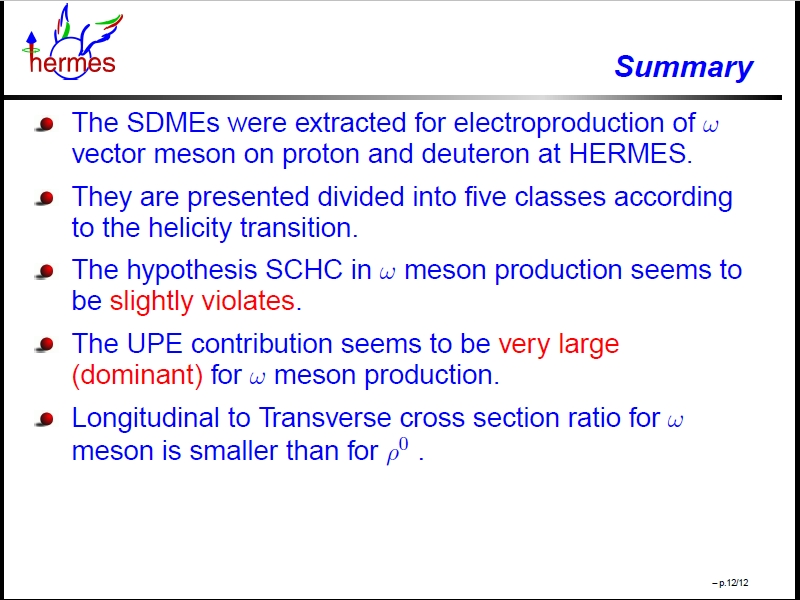 hermes
Summary
The SDMEs were extracted for electroproduction of ω
vector meson on proton and deuteron at HERMES.
They are presented divided into five classes according
to the helicity transition.
The hypothesis SCHC in ω meson production seems to
be slightly violates.
The UPE contribution seems to be very large
(dominant) for ω meson production.
Longitudinal to Transverse cross section ratio for ω
meson is smaller than for ρ⁰ .
– p.12/12